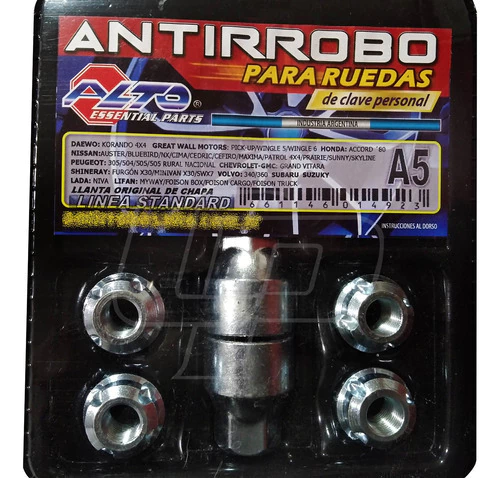 ANTIRROBO
PARA RUEDAS
de clave personal
ALTO®
ESSENTIAL PARTS
INDUSTRIA ARGENTINA
DAEWO: KORANDO 4X4 GREAT WALL MOTORS: PICK-UP/WINGLE 5/WINGLE 6 HONDA: ACCORD ´80
NISSAN:AUSTER/BLUEBIRD/NX/CIMA/CEDRIC/CEFIRO/MAXIMA/PATROL 4X4/PRAIRIE/SUNNY/SKYLINE
PEUGEOT: 305/504/505/505 RURAL NACIONAL CHEVROLET-GMC: GRAND VITARA
SHINERAY: FURGÓN X30/MINIVAN X30/SWX7 VOLVO: 340/360 SUBARU SUZUKY
LADA: NIVA LIFAN: MYWAY/FOISON BOX/FOISON CARGO/FOISON TRUCK
LLANTA ORIGINAL DE CHAPA
LINEA STANDARD
A5
661146014923
INSTRUCCIONES AL DORSO